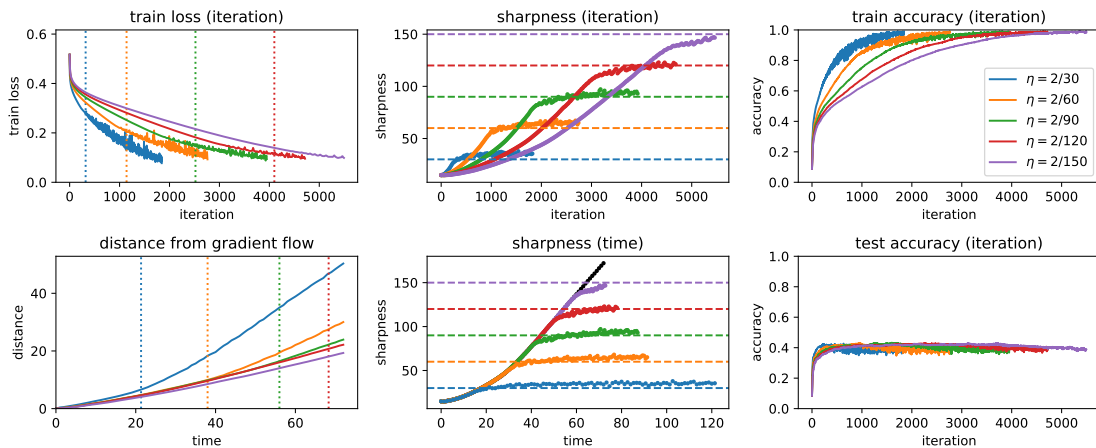 train loss (iteration)
train loss
0.6
0.4
0.2
0.0
0 1000 2000 3000 4000 5000
iteration
sharpness (iteration)
sharpness
150
100
50
0 1000 2000 3000 4000 5000
iteration
train accuracy (iteration)
accuracy
1.0
0.8
0.6
0.4
0.2
0.0
η = 2/30
η = 2/60
η = 2/90
η = 2/120
η = 2/150
0 1000 2000 3000 4000 5000
iteration
distance from gradient flow
distance
40
20
0
0 20 40 60
time
sharpness (time)
sharpness
150
100
50
0 20 40 60 80 100 120
time
test accuracy (iteration)
accuracy
1.0
0.8
0.6
0.4
0.2
0.0
0 1000 2000 3000 4000 5000
iteration